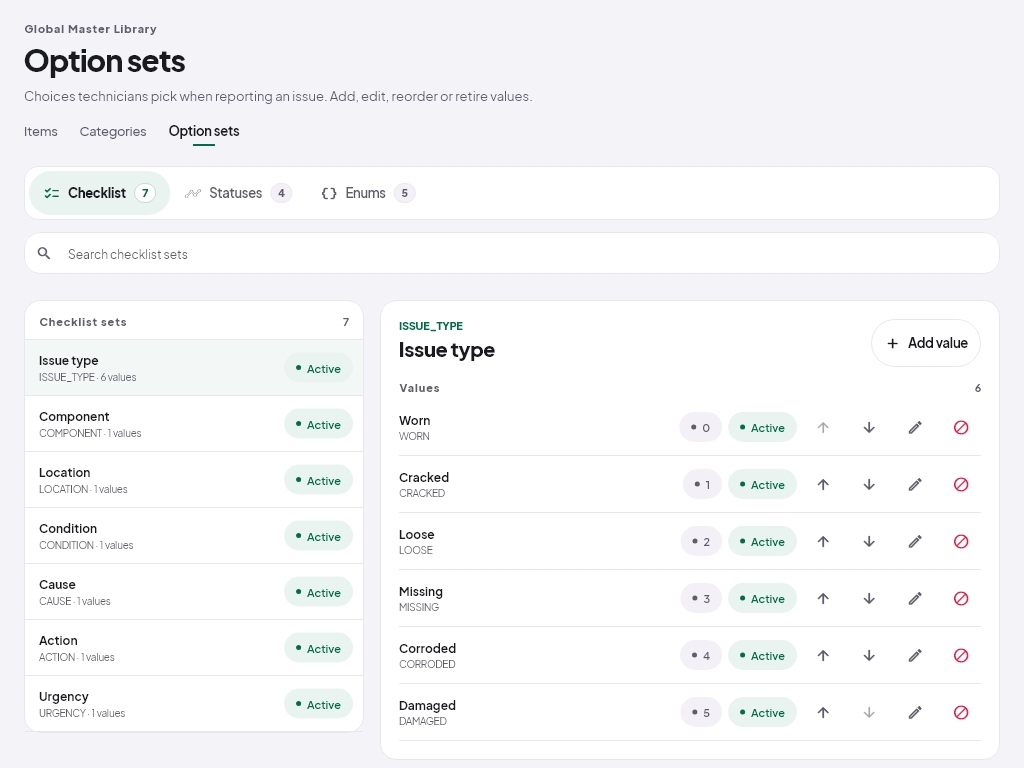 Global Master Library
Option sets
Choices technicians pick when reporting an issue. Add, edit, reorder or retire values.
Items Categories Option sets
Checklist 7 Statuses 4 Enums 5
Search checklist sets
Checklist sets 7
Issue type
ISSUE_TYPE · 6 values
Active
Component
COMPONENT · 1 values
Active
Location
LOCATION · 1 values
Active
Condition
CONDITION · 1 values
Active
Cause
CAUSE · 1 values
Active
Action
ACTION · 1 values
Active
Urgency
URGENCY · 1 values
Active
ISSUE_TYPE
Issue type
Add value
Values 6
Worn
WORN
0 Active
Cracked
CRACKED
1 Active
Loose
LOOSE
2 Active
Missing
MISSING
3 Active
Corroded
CORRODED
4 Active
Damaged
DAMAGED
5 Active